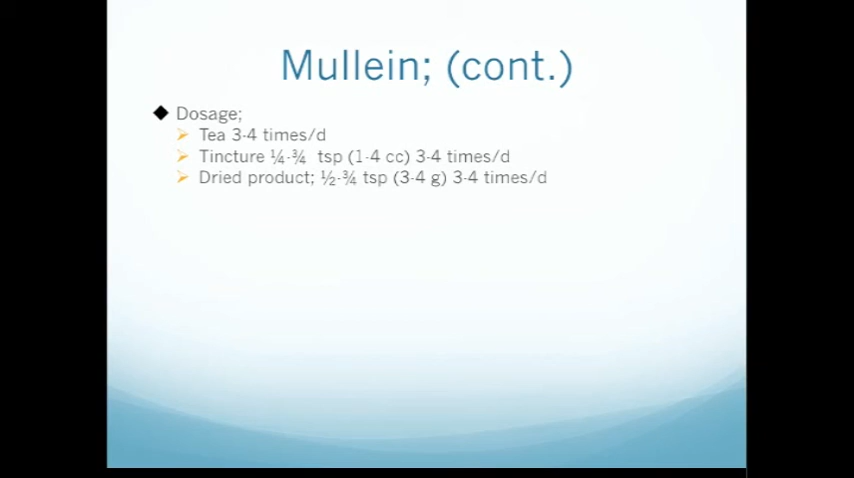 Mullein; (cont.)
Dosage;
Tea 3-4 times/d
Tincture ¼-¾ tsp (1-4 cc) 3-4 times/d
Dried product; ½-¾ tsp (3-4 g) 3-4 times/d